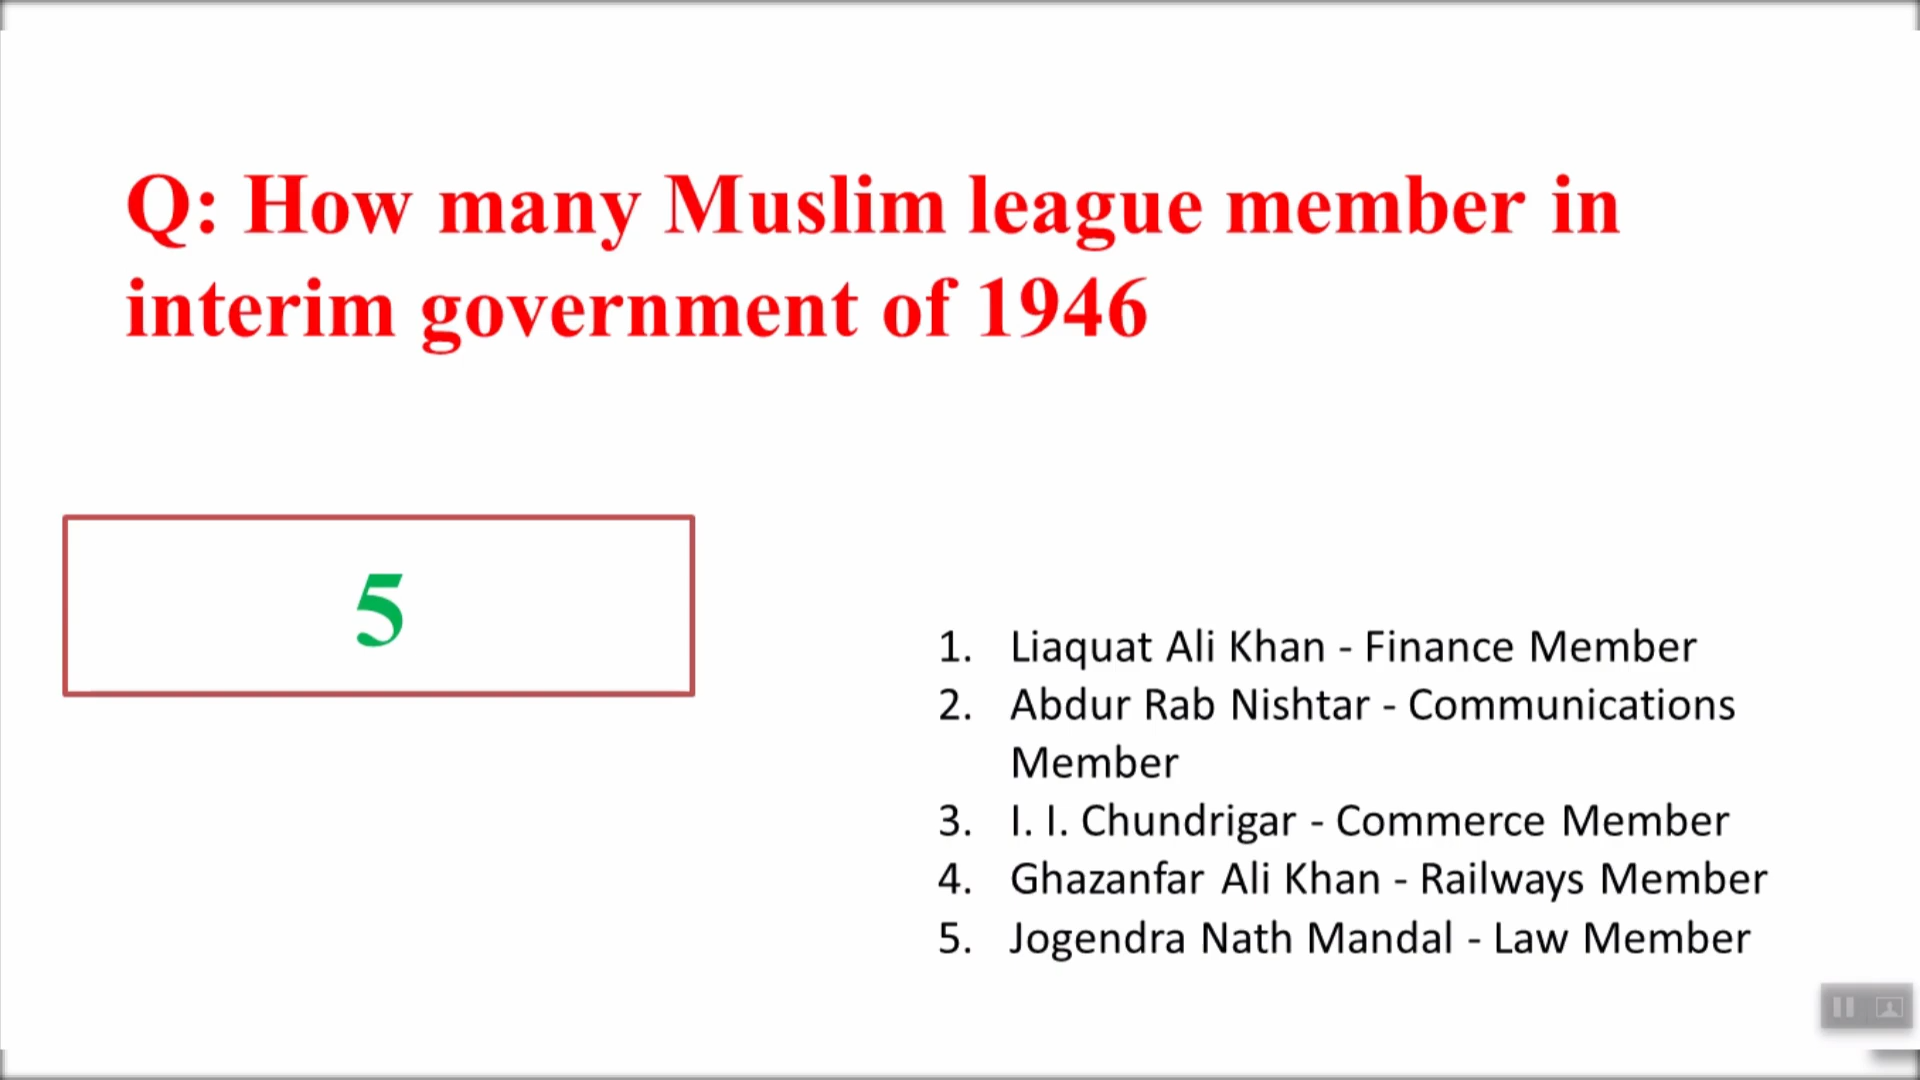 Q: How many Muslim league member in
interim government of 1946
5
1. Liaquat Ali Khan - Finance Member
2. Abdur Rab Nishtar - Communications
Member
3. I. I. Chundrigar - Commerce Member
4. Ghazanfar Ali Khan - Railways Member
5. Jogendra Nath Mandal - Law Member